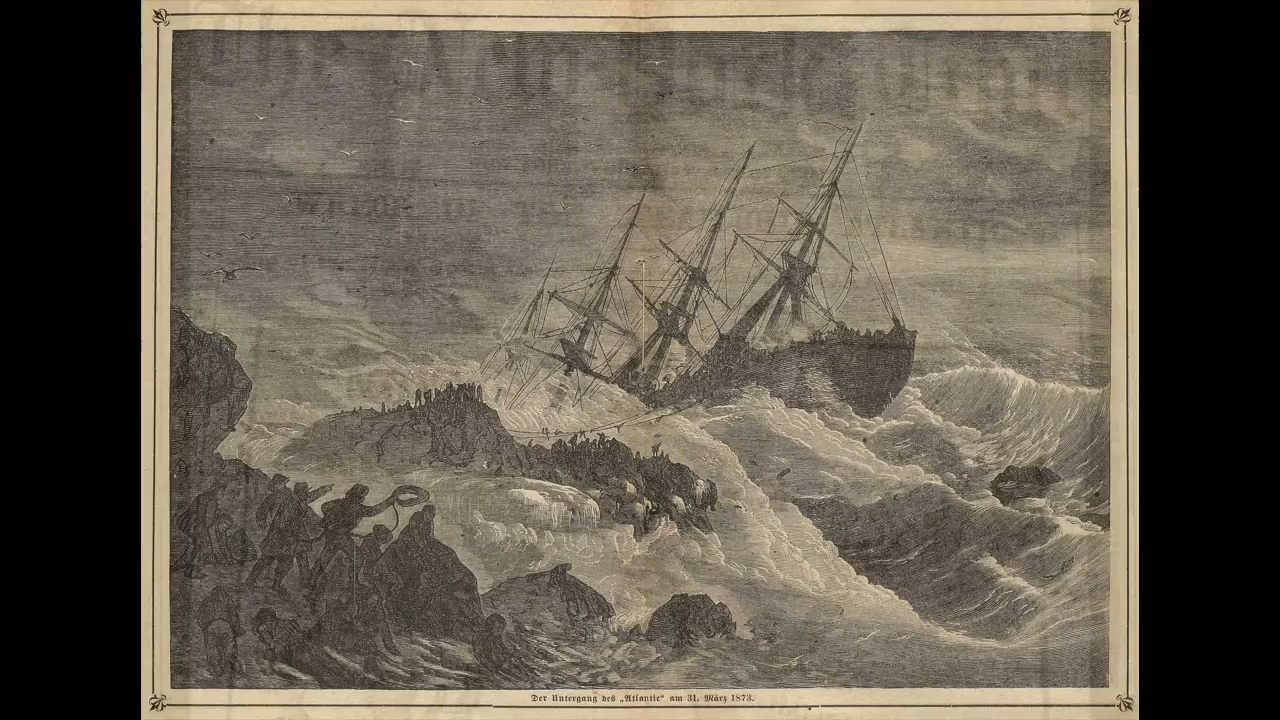 Der Untergang des „Atlantic“ am 31. März 1873.